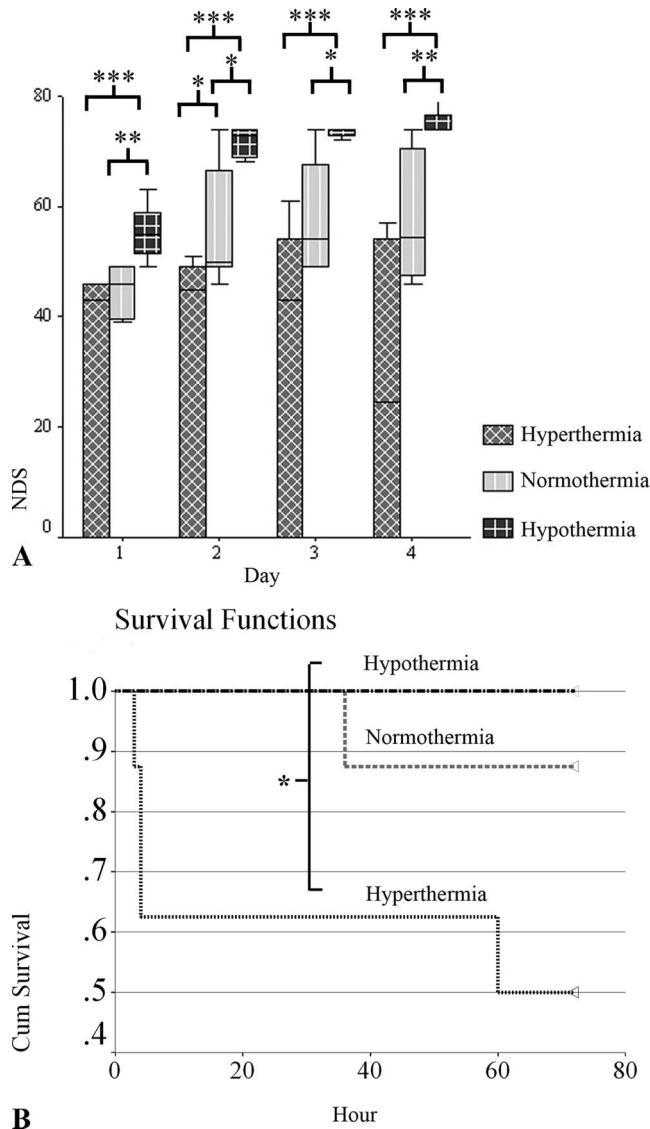 ***
***
***
***
*
*
*
**
***
**
80
60
40
20
0
NDS
1
2
3
4
Day
A
Hyperthermia
Normothermia
Hypothermia
Survival Functions
Hypothermia
Normothermia
*
Hyperthermia
1.0
.9
.8
.7
.6
.5
.4
Cum Survival
0
20
40
60
80
Hour
B